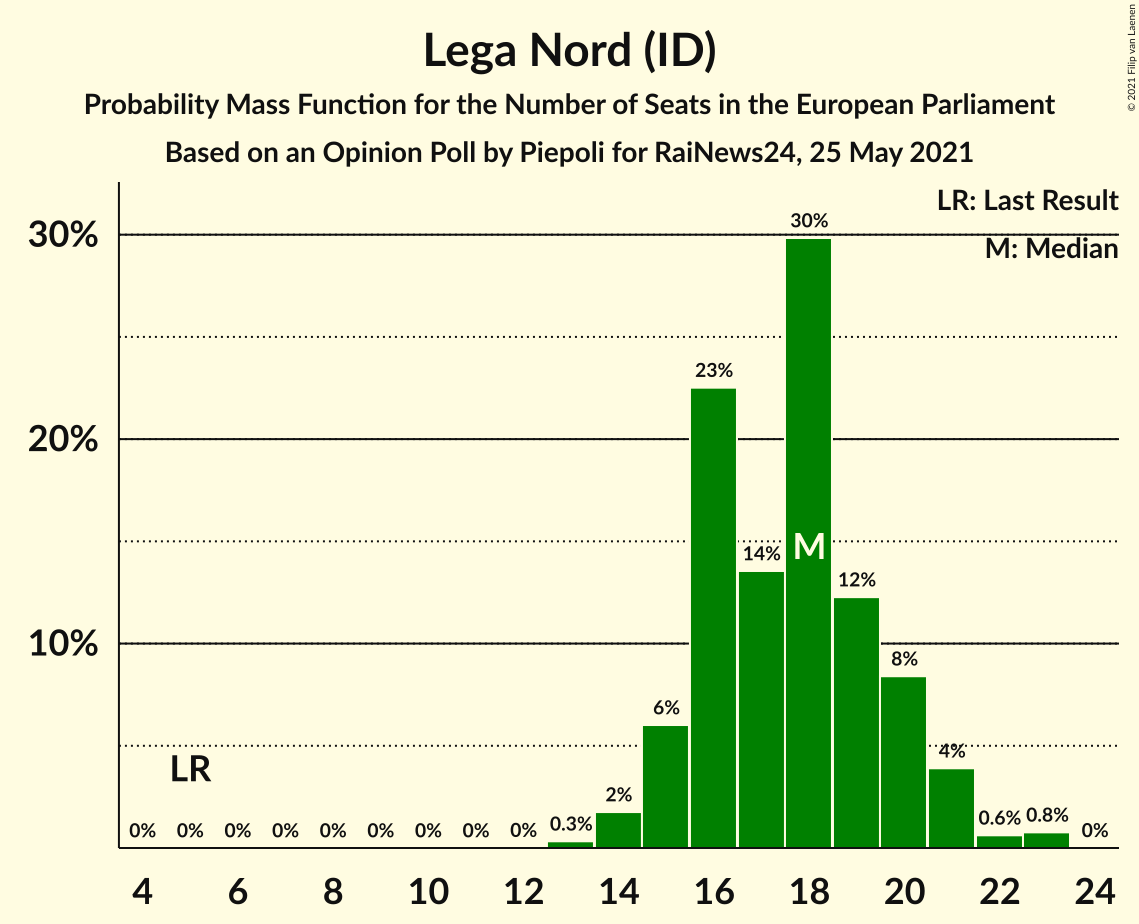 Lega Nord (ID)
Probability Mass Function for the Number of Seats in the European Parliament
Based on an Opinion Poll by Piepoli for RaiNews24, 25 May 2021
© 2021 Filip van Laenen
LR: Last Result
M: Median
30%
20%
10%
0% 0% 0% 0% 0% 0% 0% 0% 0% 0.3% 2% 6% 23% 14% 30% 12% 8% 4% 0.6% 0.8% 0%
LR
M
4 6 8 10 12 14 16 18 20 22 24